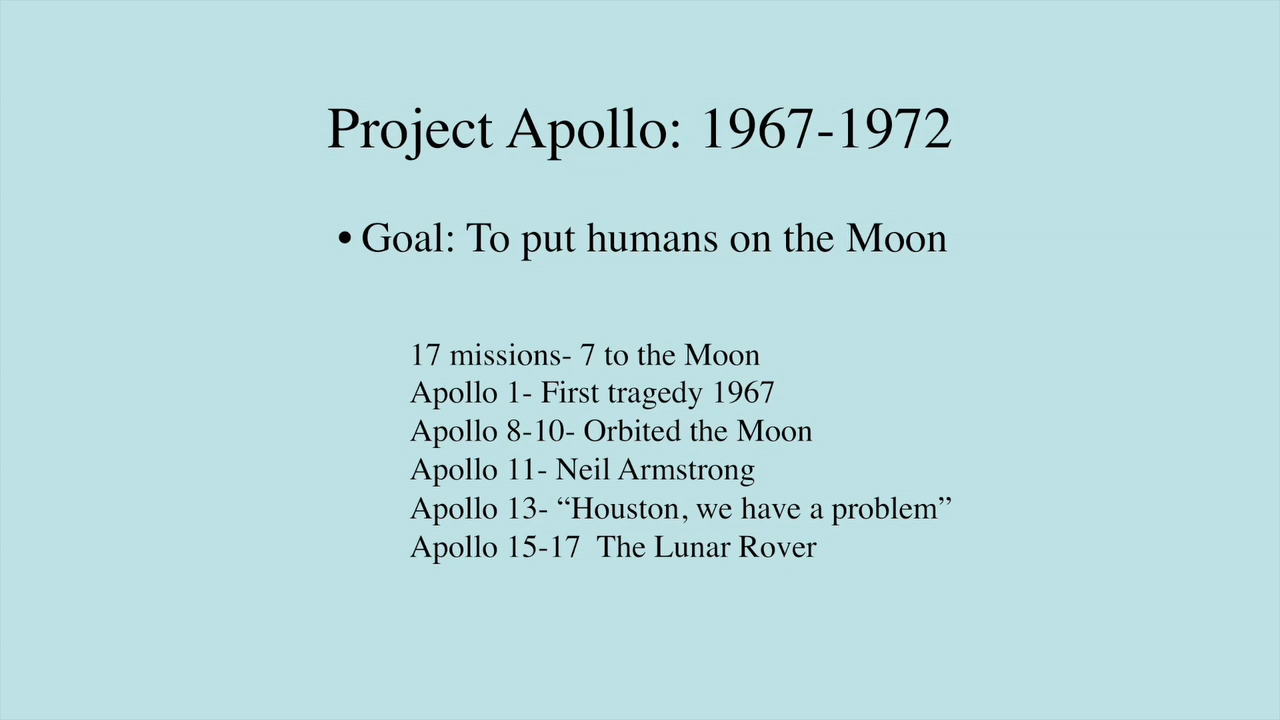 Project Apollo: 1967-1972
• Goal: To put humans on the Moon
17 missions- 7 to the Moon
Apollo 1- First tragedy 1967
Apollo 8-10- Orbited the Moon
Apollo 11- Neil Armstrong
Apollo 13- “Houston, we have a problem”
Apollo 15-17  The Lunar Rover